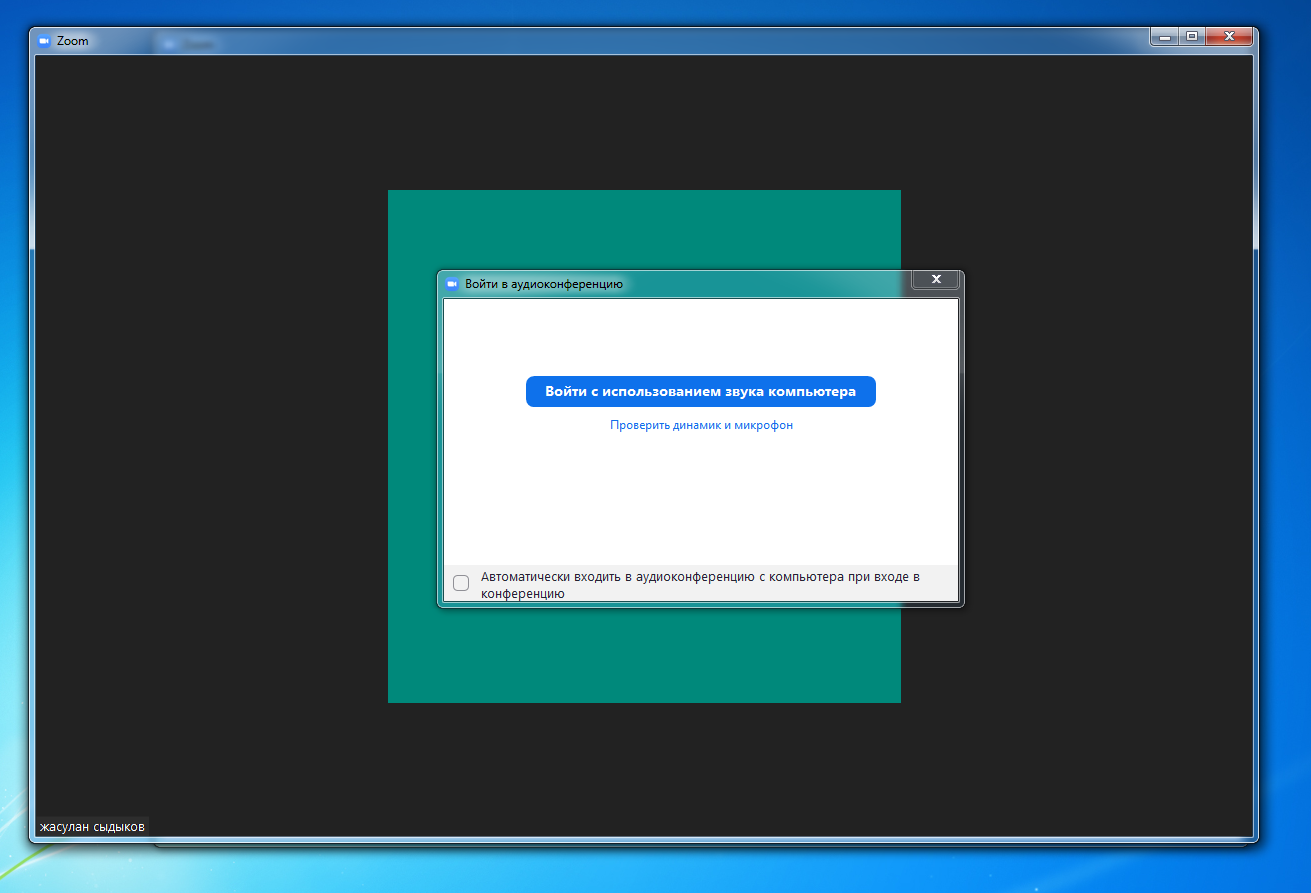 Zoom
Войти в аудиоконференцию
Войти с использованием звука компьютера
Проверить динамик и микрофон
Автоматически входить в аудиоконференцию с компьютера при входе в
конференцию
жасулан сыдыков